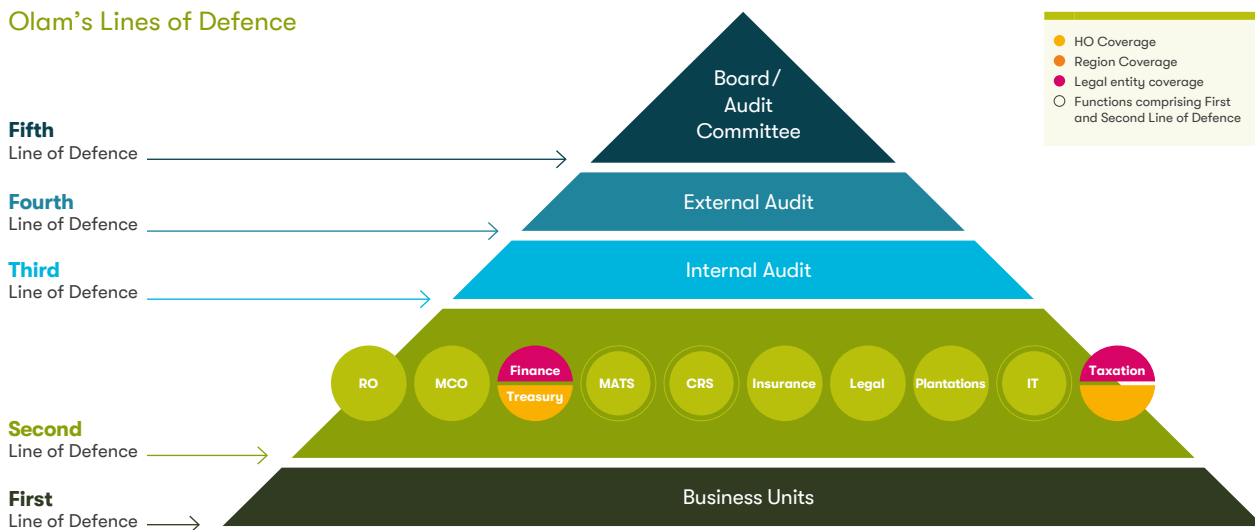 Olam’s Lines of Defence
HO Coverage
Region Coverage
Legal entity coverage
Functions comprising First
and Second Line of Defence
Board/
Audit
Committee
Fifth
Line of Defence
Fourth
Line of Defence
External Audit
Third
Line of Defence
Internal Audit
RO
MCO
Finance
Treasury
MATS
CRS
Insurance
Legal
Plantations
IT
Taxation
Second
Line of Defence
First
Line of Defence
Business Units